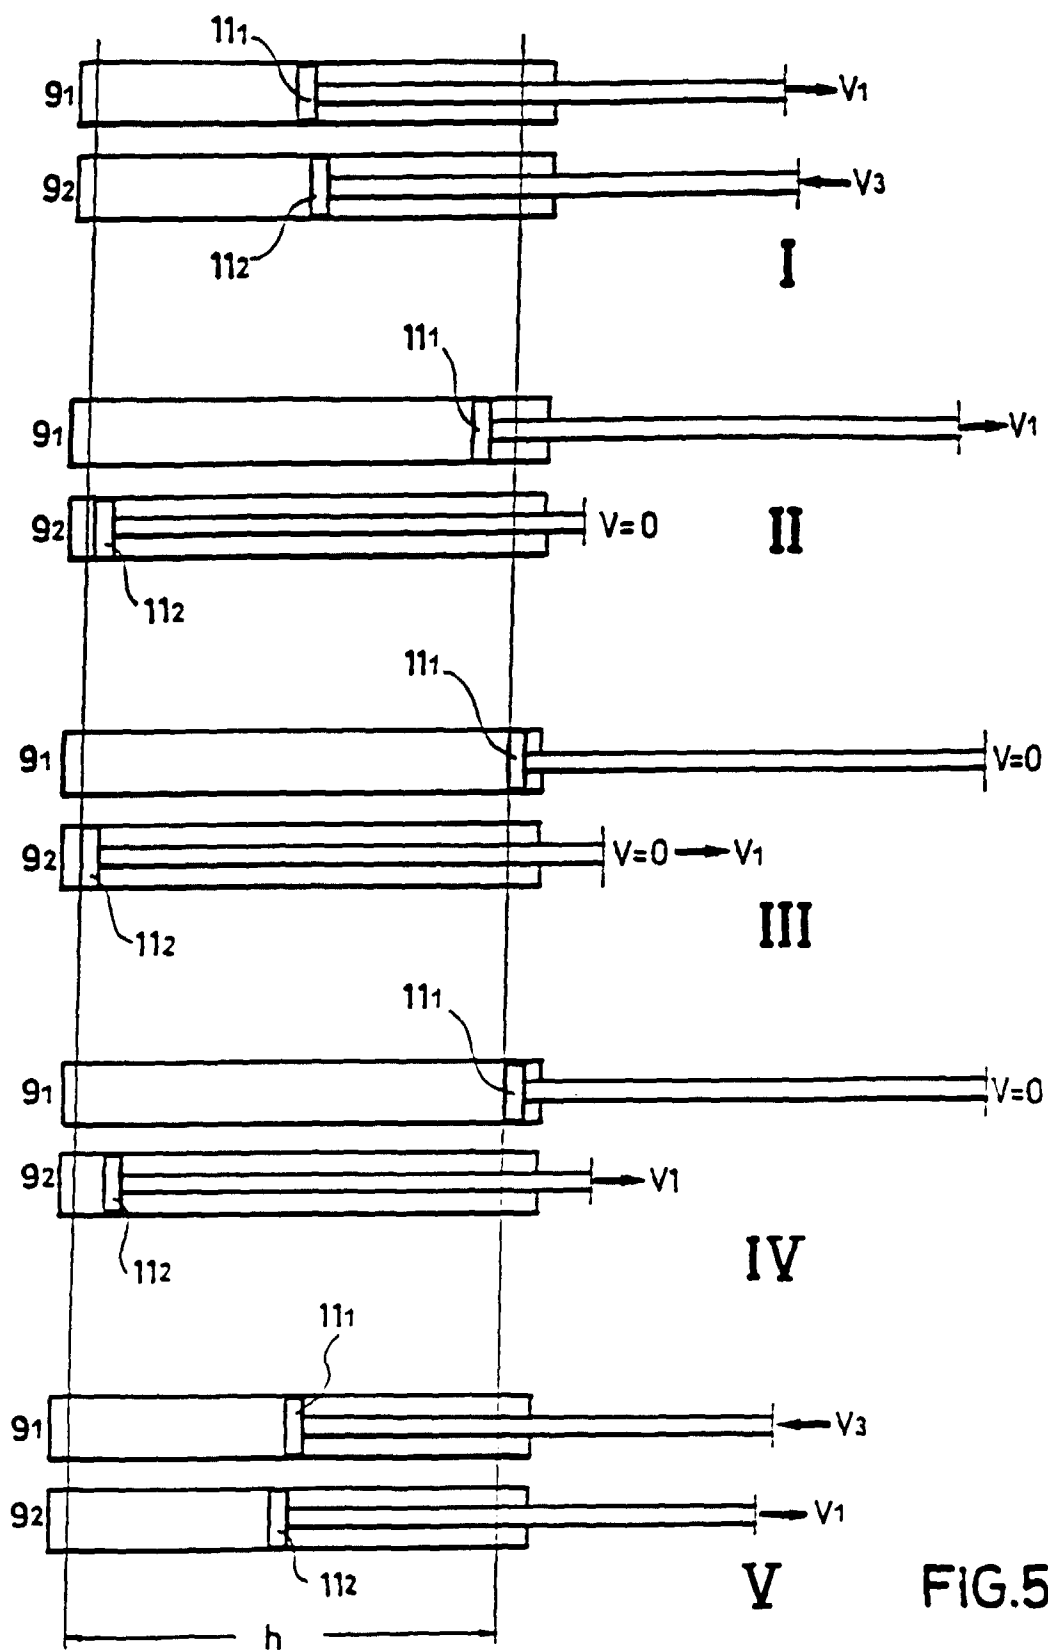 11₁
9₁ V₁
9₂ V₃
11₂
I
11₁
9₁ V₁
9₂ V=0
II
11₂
11₁
9₁ V=0
9₂ V=0 V₁
11₂
III
11₁
9₁ V=0
9₂ V₁
11₂
IV
11₁
9₁ V₃
9₂ V₁
11₂
V
FIG.5
h